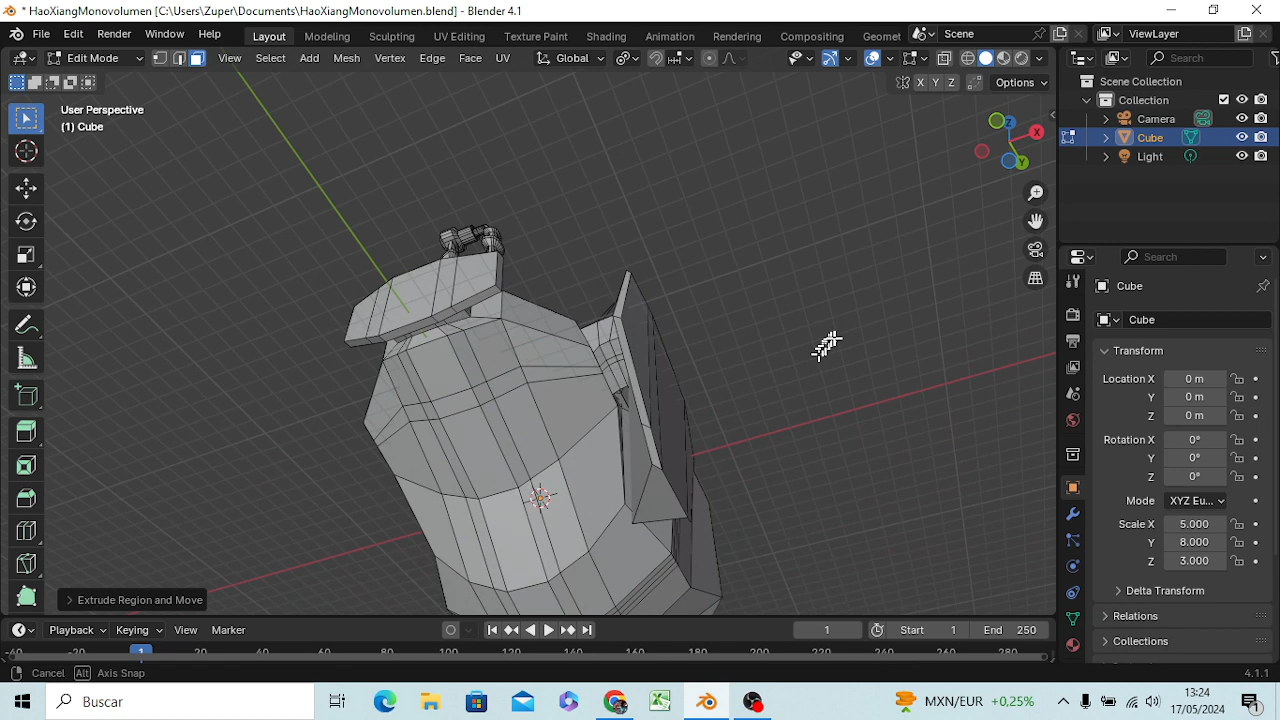 * HaoXiangMonovolumen [C:\Users\Zuper\Documents\HaoXiangMonovolumen.blend] - Blender 4.1
File Edit Render Window Help Layout Modeling Sculpting UV Editing Texture Paint Shading Animation Rendering Compositing Geomet Scene ViewLayer
Edit Mode View Select Add Mesh Vertex Edge Face UV Global Search
X Y Z Options
Scene Collection
Collection
Camera
Cube
Light
User Perspective
(1) Cube
Z X Y
Search
Cube
Cube
Transform
Location X 0 m
Y 0 m
Z 0 m
Rotation X 0°
Y 0°
Z 0°
Mode XYZ Eu...
Scale X 5.000
Y 8.000
Z 3.000
Delta Transform
Relations
Collections
Extrude Region and Move
Playback Keying View Marker 1 Start 1 End 250
-40 -20 1 20 40 60 80 100 120 140 160 180 200 220 240 260 280
Cancel Alt Axis Snap 4.1.1
Buscar MXN/EUR +0,25% 13:24
17/05/2024 1